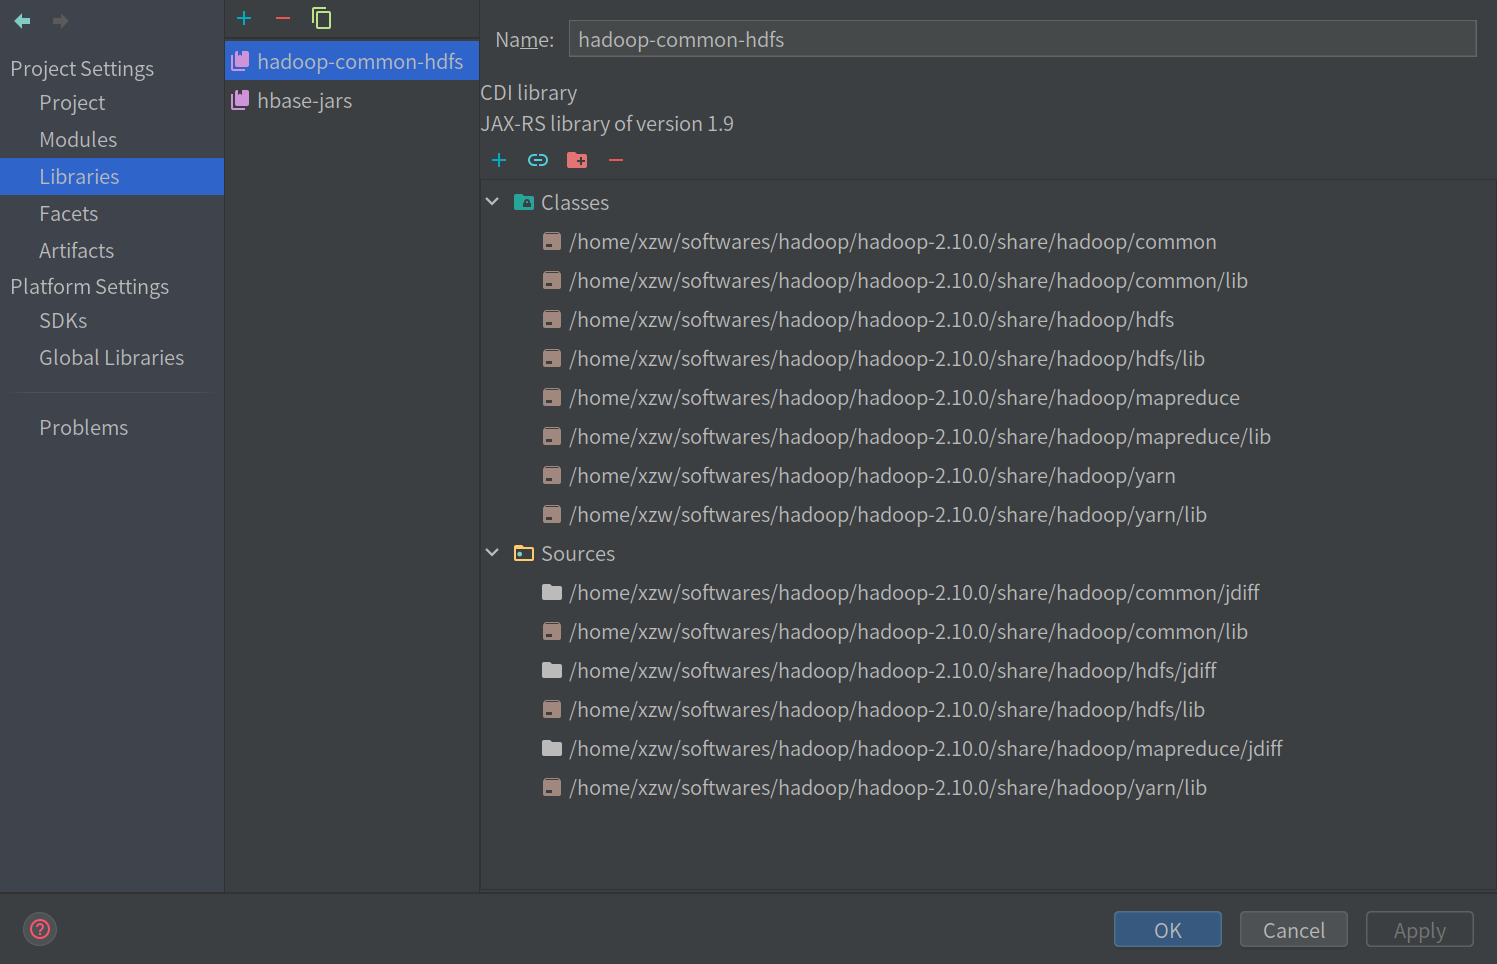 Project Settings
Project
Modules
Libraries
Facets
Artifacts
Platform Settings
SDKs
Global Libraries
Problems
hadoop-common-hdfs
hbase-jars
Name: hadoop-common-hdfs
CDI library
JAX-RS library of version 1.9
Classes
/home/xzw/softwares/hadoop/hadoop-2.10.0/share/hadoop/common
/home/xzw/softwares/hadoop/hadoop-2.10.0/share/hadoop/common/lib
/home/xzw/softwares/hadoop/hadoop-2.10.0/share/hadoop/hdfs
/home/xzw/softwares/hadoop/hadoop-2.10.0/share/hadoop/hdfs/lib
/home/xzw/softwares/hadoop/hadoop-2.10.0/share/hadoop/mapreduce
/home/xzw/softwares/hadoop/hadoop-2.10.0/share/hadoop/mapreduce/lib
/home/xzw/softwares/hadoop/hadoop-2.10.0/share/hadoop/yarn
/home/xzw/softwares/hadoop/hadoop-2.10.0/share/hadoop/yarn/lib
Sources
/home/xzw/softwares/hadoop/hadoop-2.10.0/share/hadoop/common/jdiff
/home/xzw/softwares/hadoop/hadoop-2.10.0/share/hadoop/common/lib
/home/xzw/softwares/hadoop/hadoop-2.10.0/share/hadoop/hdfs/jdiff
/home/xzw/softwares/hadoop/hadoop-2.10.0/share/hadoop/hdfs/lib
/home/xzw/softwares/hadoop/hadoop-2.10.0/share/hadoop/mapreduce/jdiff
/home/xzw/softwares/hadoop/hadoop-2.10.0/share/hadoop/yarn/lib
OK Cancel Apply